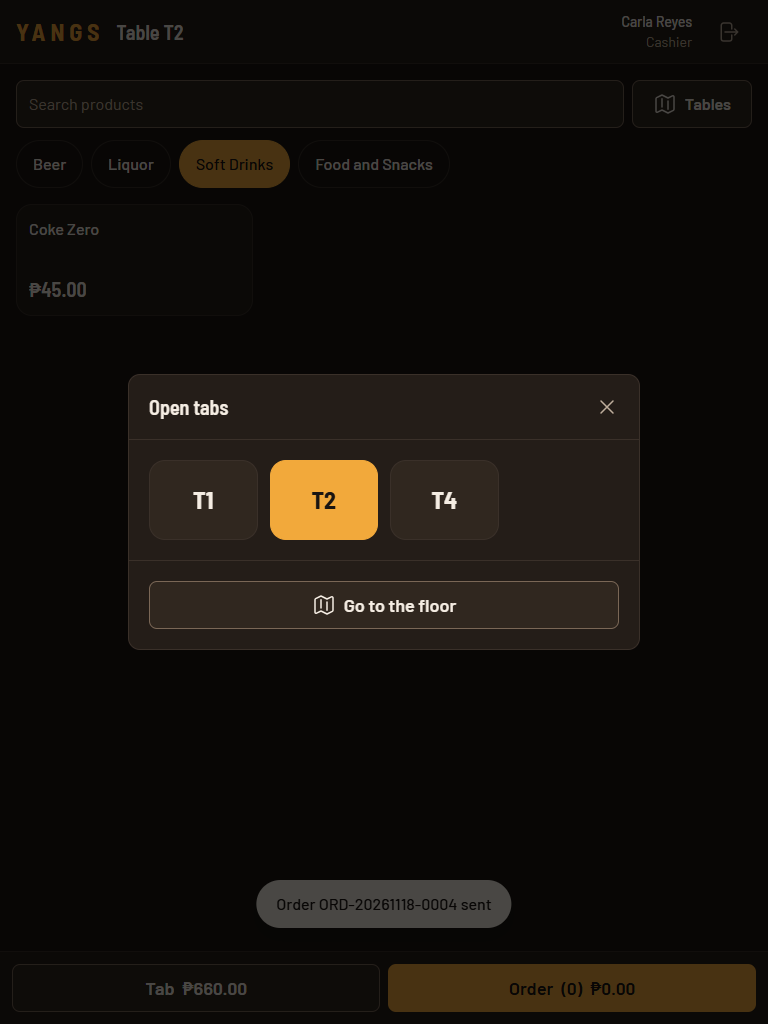 YANGS Table T2
Carla Reyes
Cashier
Search products
Tables
Beer
Liquor
Soft Drinks
Food and Snacks
Coke Zero
₱45.00
Open tabs
T1
T2
T4
Go to the floor
Order ORD-20261118-0004 sent
Tab ₱660.00
Order (0) ₱0.00